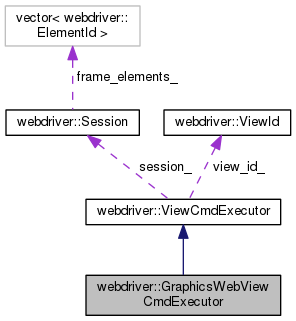 vector< webdriver::
ElementId >
frame_elements_
webdriver::Session
webdriver::ViewId
session_
view_id_
webdriver::ViewCmdExecutor
webdriver::GraphicsWebView
CmdExecutor